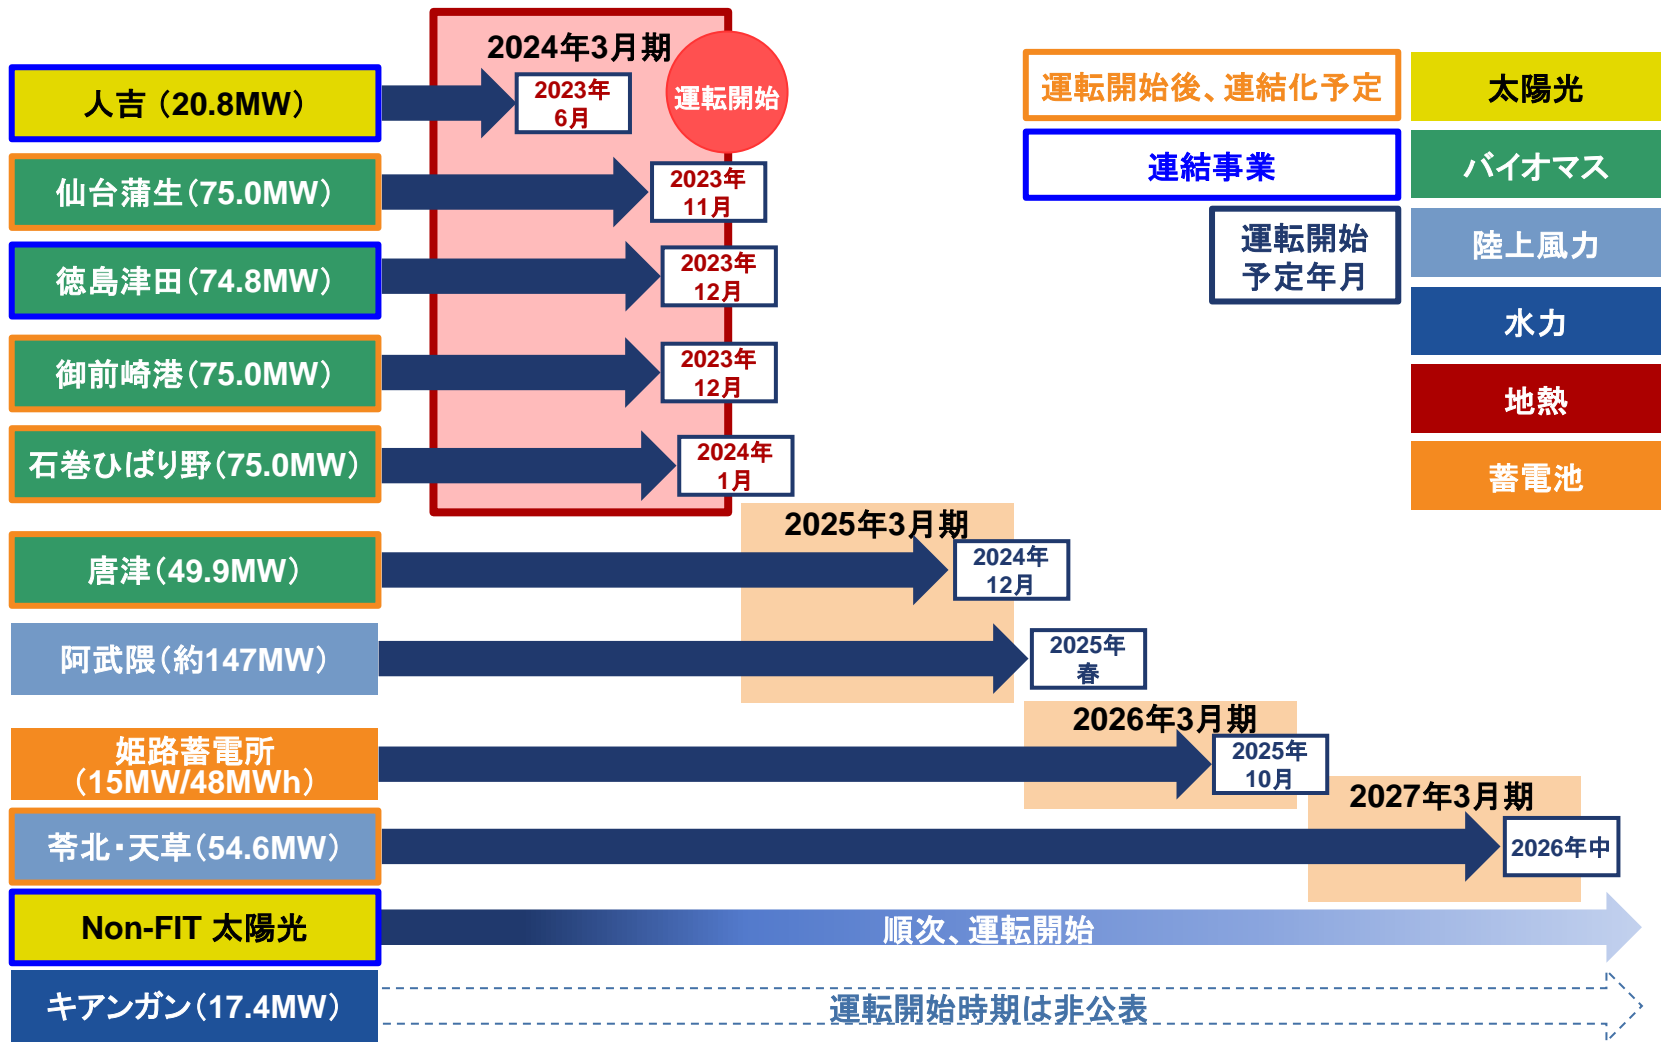 2024年3月期
運転開始
人吉 (20.8MW)
2023年
6月
仙台蒲生(75.0MW)
2023年
11月
徳島津田(74.8MW)
2023年
12月
御前崎港(75.0MW)
2023年
12月
石巻ひばり野(75.0MW)
2024年
1月
2025年3月期
唐津(49.9MW)
2024年
12月
阿武隈(約147MW)
2025年
春
2026年3月期
姫路蓄電所
(15MW/48MWh)
2025年
10月
2027年3月期
苓北・天草(54.6MW)
2026年中
Non-FIT 太陽光
順次、運転開始
キアンガン(17.4MW)
運転開始時期は非公表
運転開始後、連結化予定
連結事業
運転開始
予定年月
太陽光
バイオマス
陸上風力
水力
地熱
蓄電池